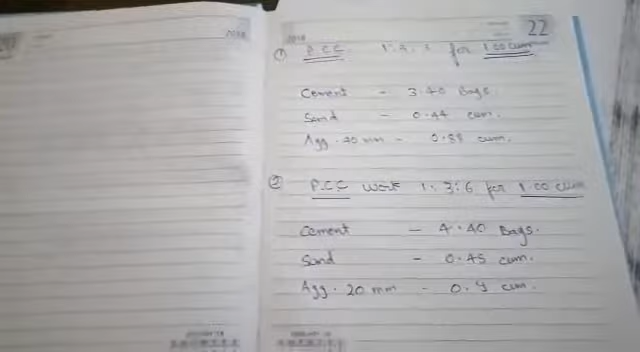 2018
2018
22
① P.C.C. 1:4: for 1.00 cum
Cement - 3.40 Bags.
Sand - 0.44 cum.
Agg. 40 mm - 0.88 cum.
② P.C.C work 1:3:6 for 1.00 cum
Cement - 4.40 Bags.
Sand - 0.45 cum.
Agg. 20 mm - 0.9 cum.